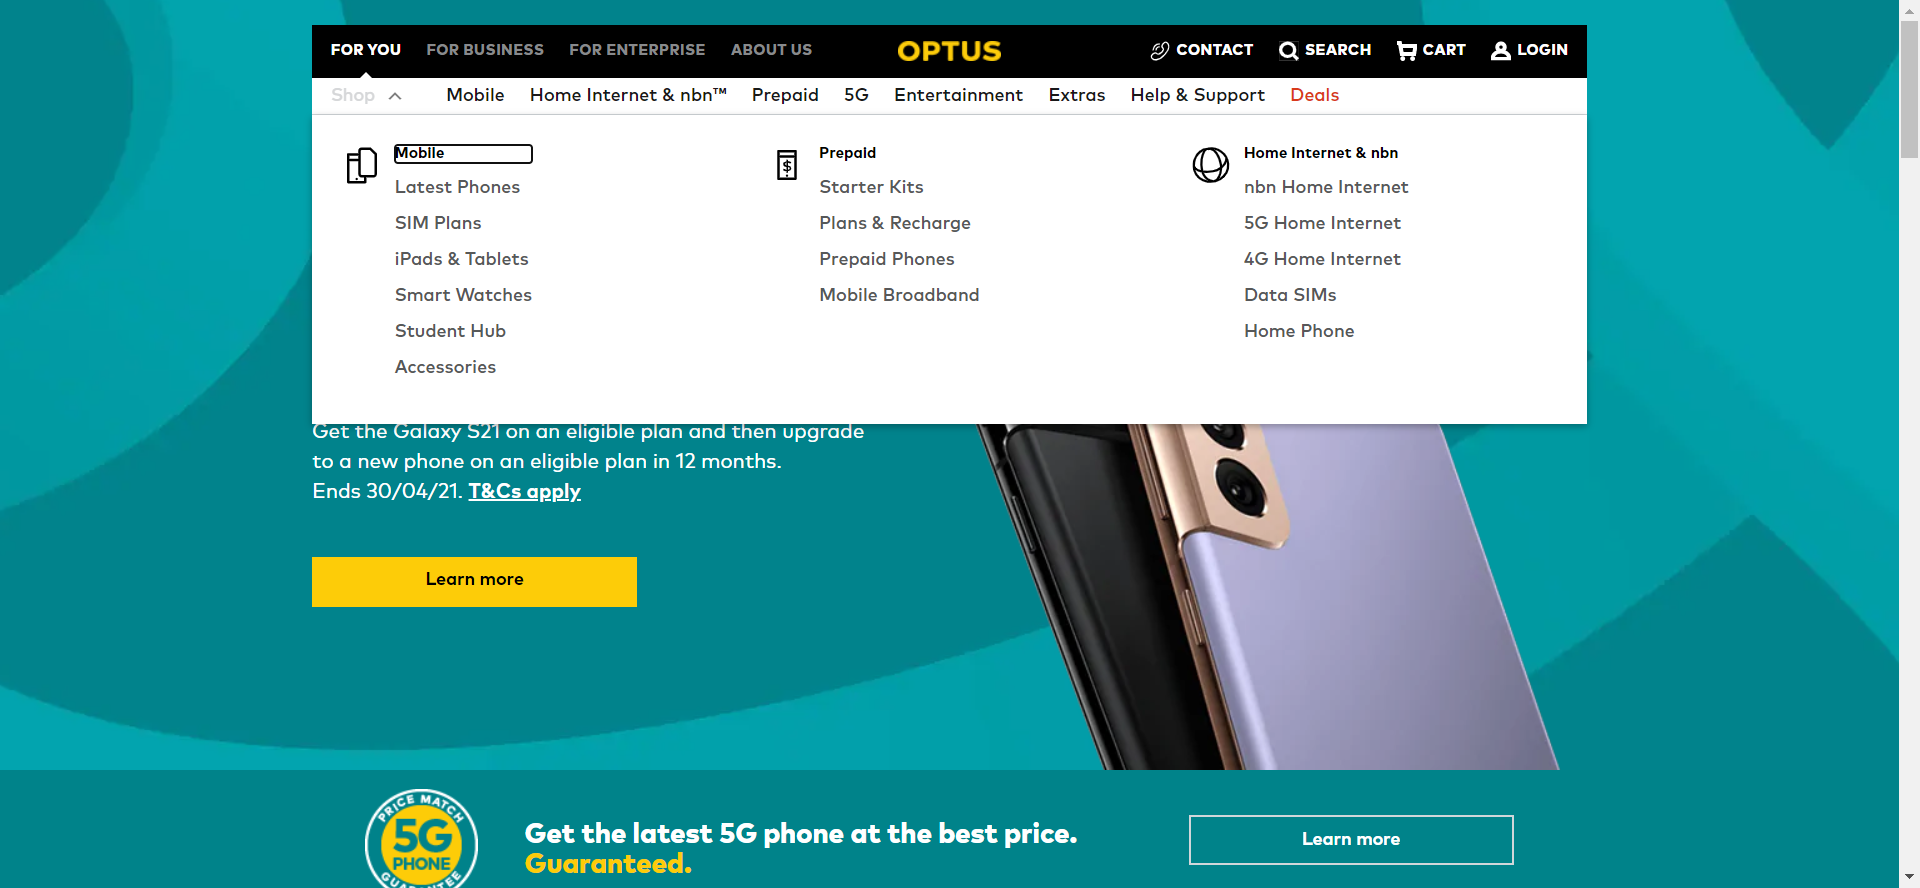 FOR YOU FOR BUSINESS FOR ENTERPRISE ABOUT US OPTUS CONTACT SEARCH CART LOGIN
Shop Mobile Home Internet & nbn™ Prepaid 5G Entertainment Extras Help & Support Deals
Mobile
Latest Phones
SIM Plans
iPads & Tablets
Smart Watches
Student Hub
Accessories
$
Prepaid
Starter Kits
Plans & Recharge
Prepaid Phones
Mobile Broadband
Home Internet & nbn
nbn Home Internet
5G Home Internet
4G Home Internet
Data SIMs
Home Phone
Get the Galaxy S21 on an eligible plan and then upgrade
to a new phone on an eligible plan in 12 months.
Ends 30/04/21. T&Cs apply
Learn more
PRICE MATCH
5G
PHONE
GUARANTEE
Get the latest 5G phone at the best price.
Guaranteed.
Learn more